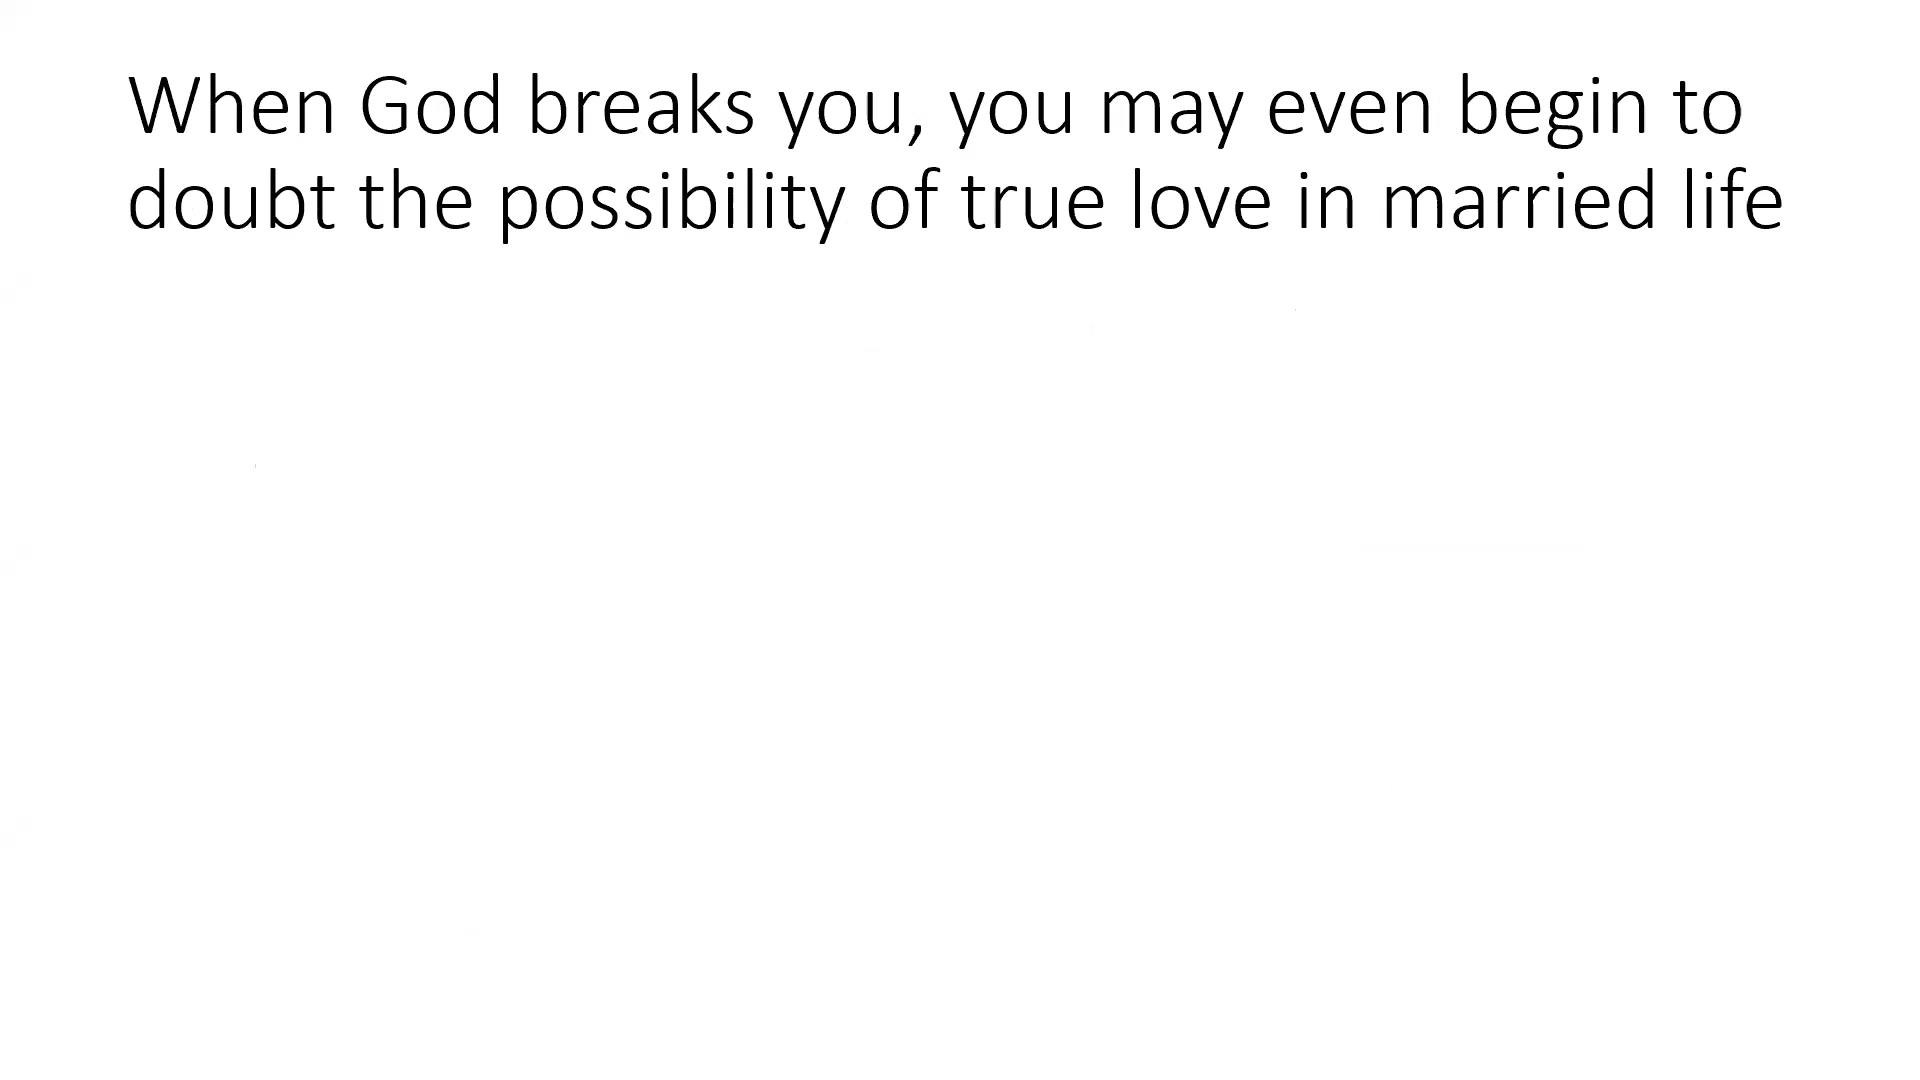 When God breaks you, you may even begin to
doubt the possibility of true love in married life